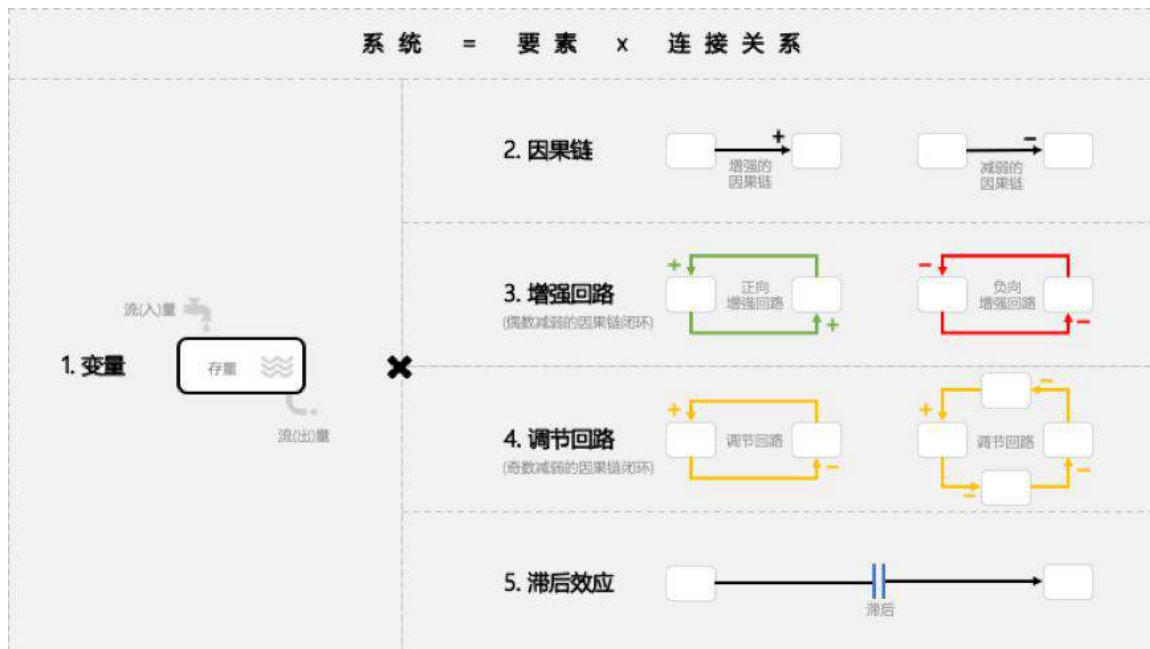 系统 = 要素 x 连接关系
1. 变量
流(入)量
存量
流(出)量
2. 因果链
+
增强的
因果链
-
减弱的
因果链
3. 增强回路
(偶数减弱的因果链闭环)
+
正向
增强回路
+
-
负向
增强回路
-
4. 调节回路
(奇数减弱的因果链闭环)
+
调节回路
-
+
-
调节回路
-
-
5. 滞后效应
滞后